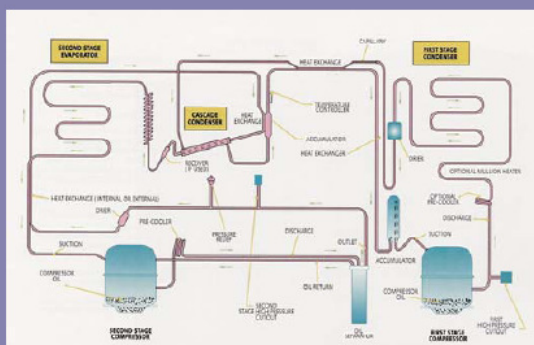 SECOND STAGE
EVAPORATOR
CAPILLARY
HEAT EXCHANGE
FIRST STAGE
CONDENSER
TEMPERATURE
CONTROLLER
CASCADE
CONDENSER
HEAT
EXCHANGE
ACCUMULATOR
HEAT EXCHANGER
DRIER
RECEIVER
(IF USED)
OPTIONAL MULLION HEATER
HEAT EXCHANGE (INTERNAL OR EXTERNAL)
DRIER
OPTIONAL
PRE-COOLER
PRE-COOLER
PRESSURE
RELIEF
DISCHARGE
DISCHARGE
OUTLET
SUCTION
SUCTION
ACCUMULATOR
COMPRESSOR
OIL
OIL RETURN
COMPRESSOR
OIL
SECOND
STAGE HIGH PRESSURE
CUTOUT
SECOND STAGE
COMPRESSOR
OIL
SEPARATOR
FIRST STAGE
COMPRESSOR
FIRST
HIGH PRESSURE
CUTOUT